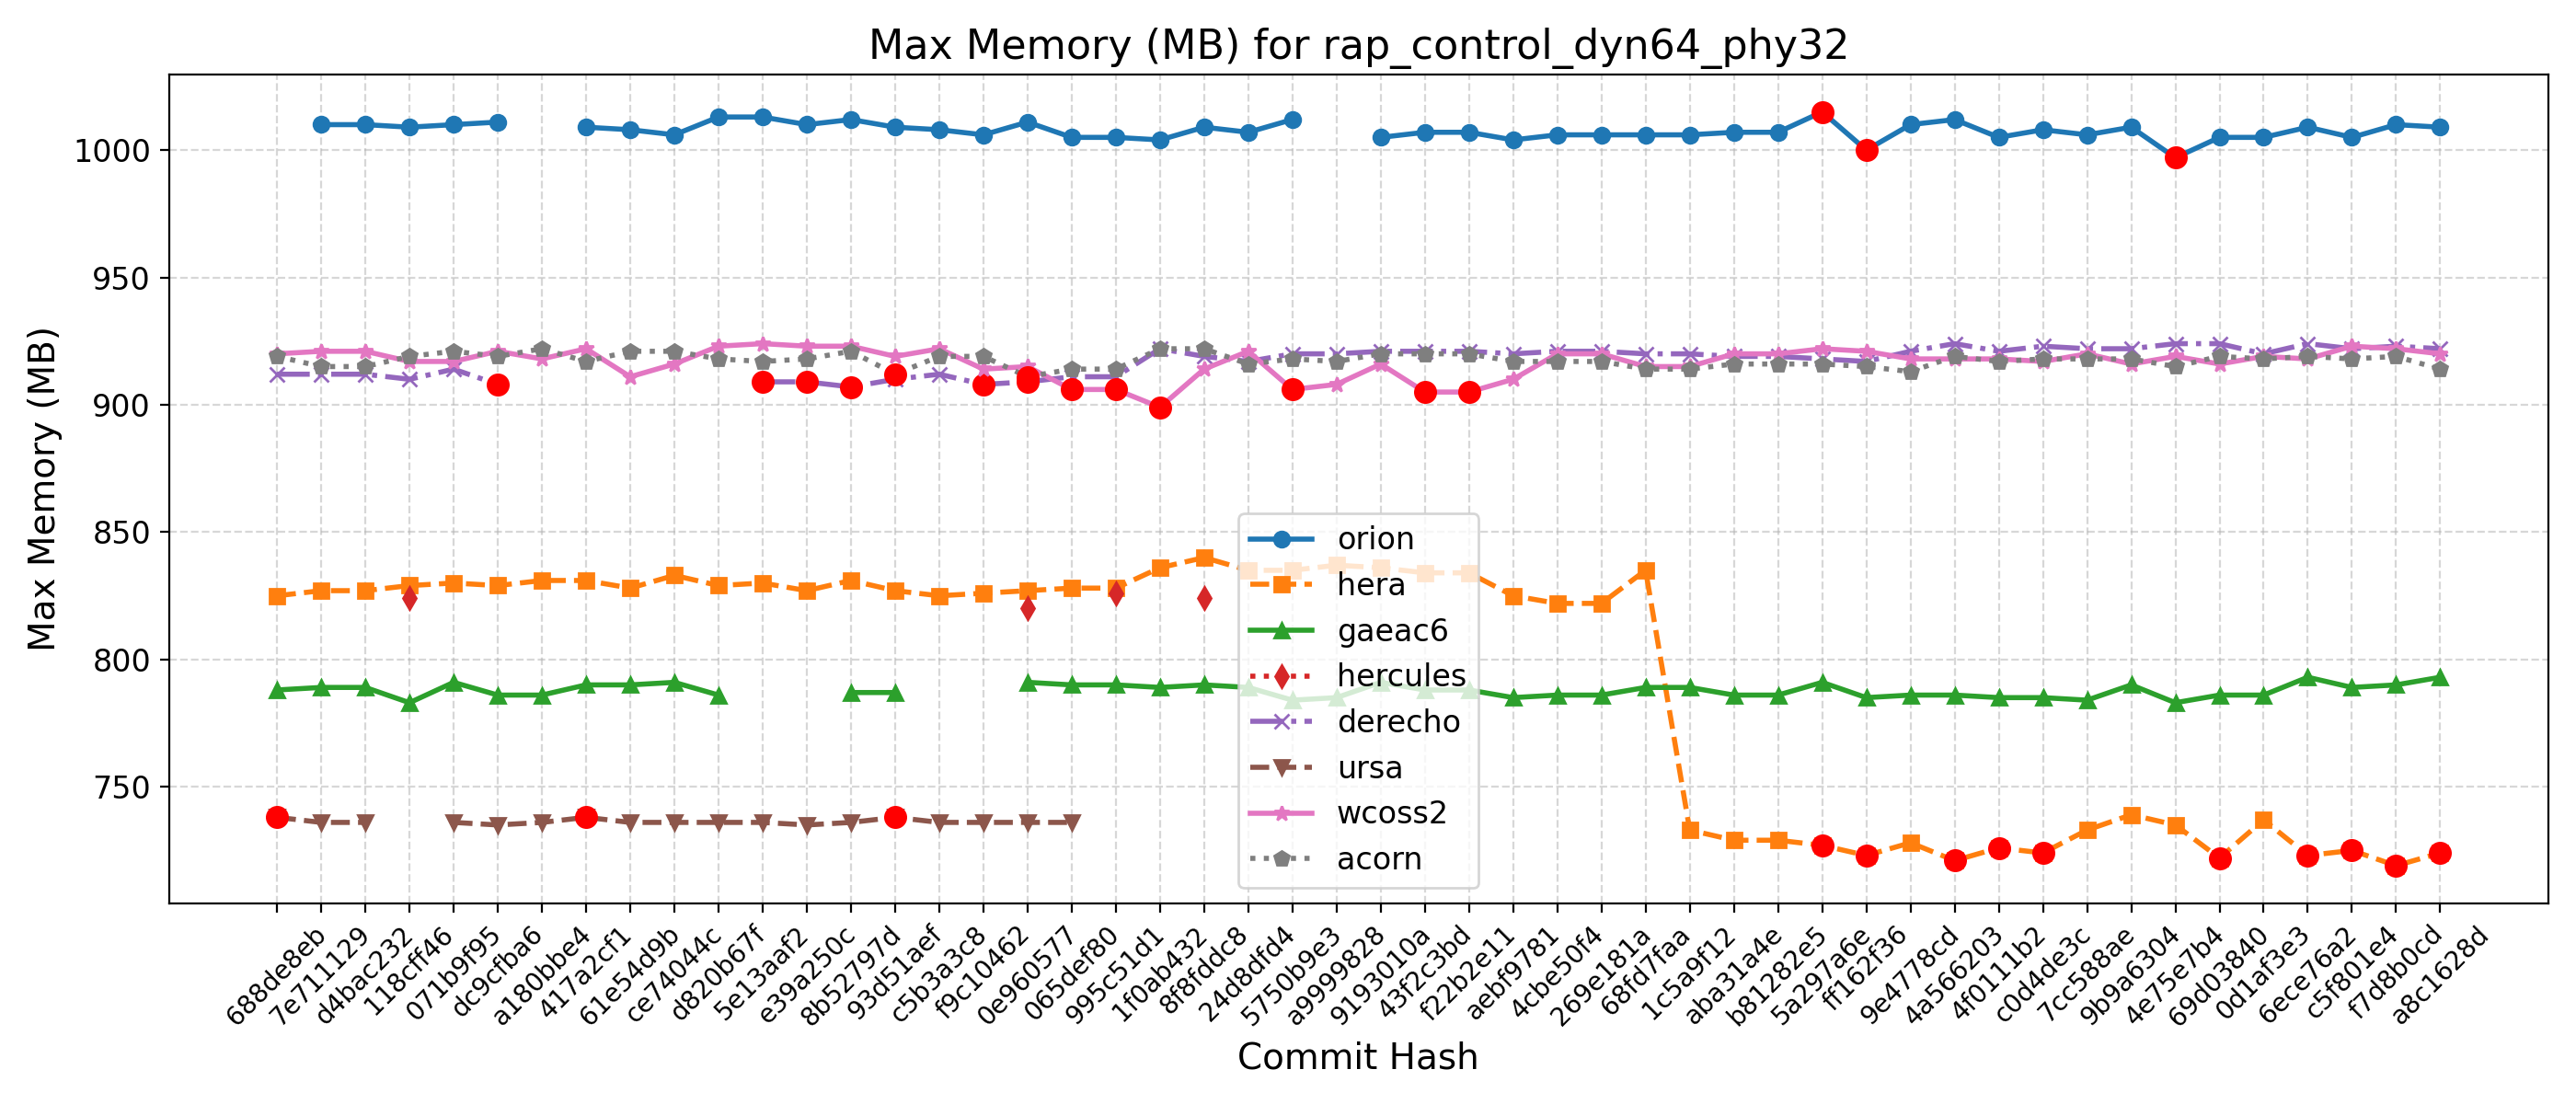 Max Memory (MB) for rap_control_dyn64_phy32
Max Memory (MB)
1000
950
900
850
800
750
orion
hera
gaeac6
hercules
derecho
ursa
wcoss2
acorn
688de8eb
7e711129
d4bac232
118cff46
071b9f95
dc9cfba6
a180bbe4
417a2cf1
61e54d9b
ce74044c
d820b67f
5e13aaf2
e39a250c
8b52797d
93d51aef
c5b3a3c8
f9c10462
0e960577
065def80
995c51d1
1f0ab432
8f8fddc8
24d8dfd4
5750b9e3
a9999828
9193010a
43f2c3bd
f22b2e11
aebf9781
4cbe50f4
269e181a
68fd7faa
1c5a9f12
aba31a4e
b81282e5
5a297a6e
ff162f36
9e4778cd
4a566203
4f0111b2
c0d4de3c
7cc588ae
9b9a6304
4e75e7b4
69d03840
0d1af3e3
6ece76a2
c5f801e4
f7d8b0cd
a8c1628d
Commit Hash